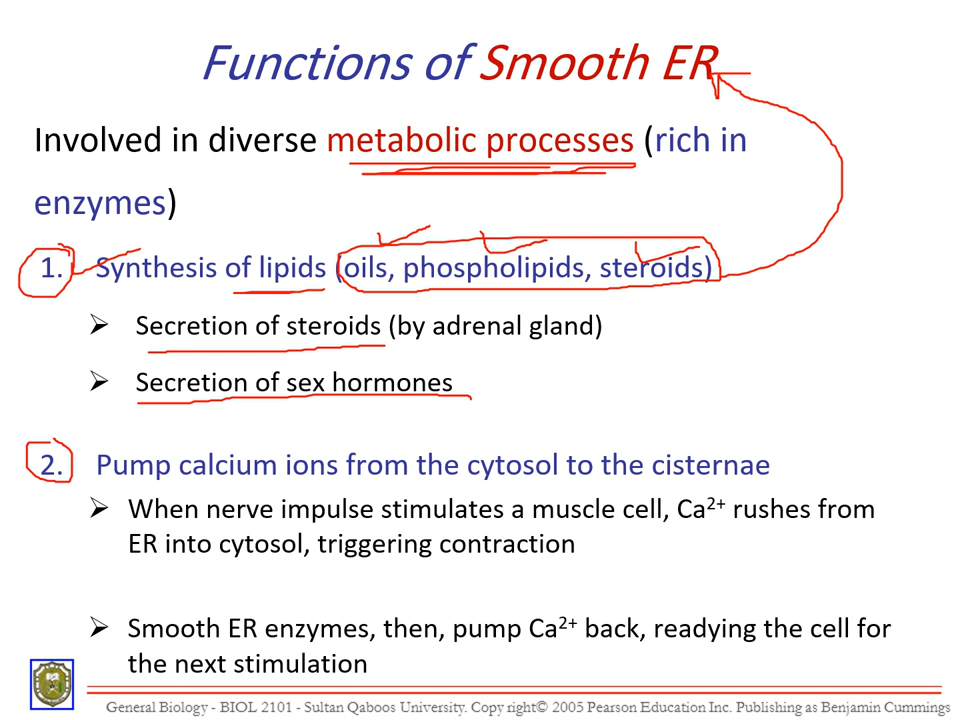 Functions of Smooth ER
Involved in diverse metabolic processes (rich in
enzymes)
1. Synthesis of lipids (oils, phospholipids, steroids)
➢ Secretion of steroids (by adrenal gland)
➢ Secretion of sex hormones
2. Pump calcium ions from the cytosol to the cisternae
➢ When nerve impulse stimulates a muscle cell, Ca²⁺ rushes from
ER into cytosol, triggering contraction
➢ Smooth ER enzymes, then, pump Ca²⁺ back, readying the cell for
the next stimulation
General Biology - BIOL 2101 - Sultan Qaboos University. Copy right© 2005 Pearson Education Inc. Publishing as Benjamin Cummings